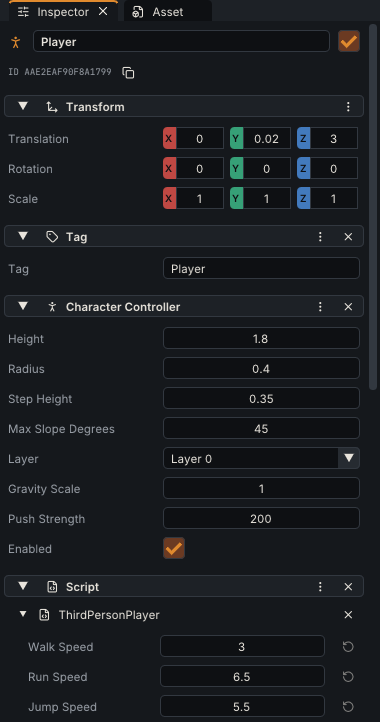 Inspector Asset
Player
ID AAE2EAF90F8A1799
Transform
Translation X 0 Y 0.02 Z 3
Rotation X 0 Y 0 Z 0
Scale X 1 Y 1 Z 1
Tag
Tag Player
Character Controller
Height 1.8
Radius 0.4
Step Height 0.35
Max Slope Degrees 45
Layer Layer 0
Gravity Scale 1
Push Strength 200
Enabled
Script
ThirdPersonPlayer
Walk Speed 3
Run Speed 6.5
Jump Speed 5.5